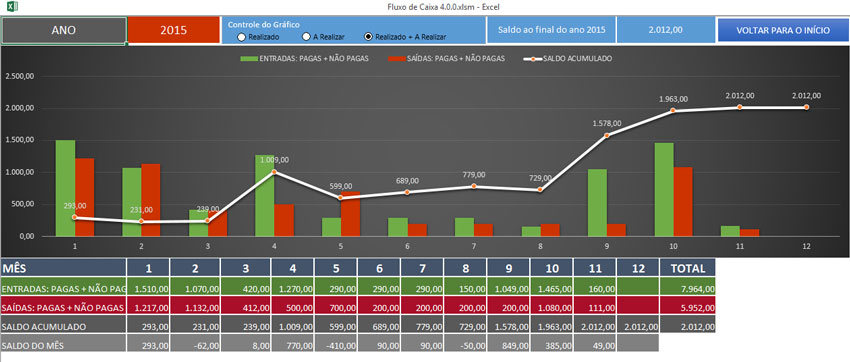 Fluxo de Caixa 4.0.0.xlsm - Excel
ANO 2015 Controle do Gráfico Realizado A Realizar Realizado + A Realizar Saldo ao final do ano 2015 2.012,00 VOLTAR PARA O INÍCIO
ENTRADAS: PAGAS + NÃO PAGAS SAÍDAS: PAGAS + NÃO PAGAS SALDO ACUMULADO
2.500,00
2.000,00
1.500,00
1.000,00
500,00
0,00
293,00 231,00 239,00 1.009,00 599,00 689,00 779,00 729,00 1.578,00 1.963,00 2.012,00 2.012,00
1 2 3 4 5 6 7 8 9 10 11 12
MÊS 1 2 3 4 5 6 7 8 9 10 11 12 TOTAL
ENTRADAS: PAGAS + NÃO PAG 1.510,00 1.070,00 420,00 1.270,00 290,00 290,00 290,00 150,00 1.049,00 1.465,00 160,00 7.964,00
SAÍDAS: PAGAS + NÃO PAGAS 1.217,00 1.132,00 412,00 500,00 700,00 200,00 200,00 200,00 200,00 1.080,00 111,00 5.952,00
SALDO ACUMULADO 293,00 231,00 239,00 1.009,00 599,00 689,00 779,00 729,00 1.578,00 1.963,00 2.012,00 2.012,00 2.012,00
SALDO DO MÊS 293,00 -62,00 8,00 770,00 -410,00 90,00 90,00 -50,00 849,00 385,00 49,00